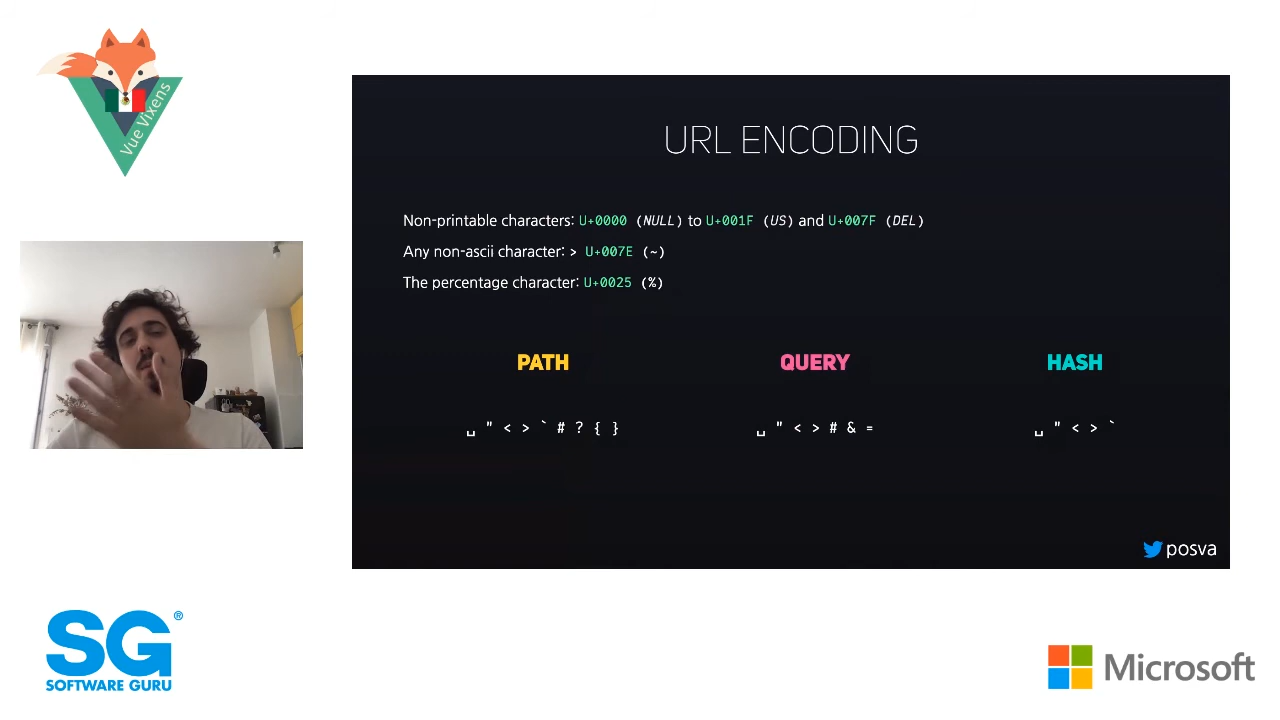 Vue Vixens
URL ENCODING
Non-printable characters: U+0000 (NULL) to U+001F (US) and U+007F (DEL)
Any non-ascii character: > U+007E (~)
The percentage character: U+0025 (%)
PATH QUERY HASH
␣ " < > ` # ? { } ␣ " < > # & = ␣ " < > `
posva
SG®
SOFTWARE GURU
Microsoft